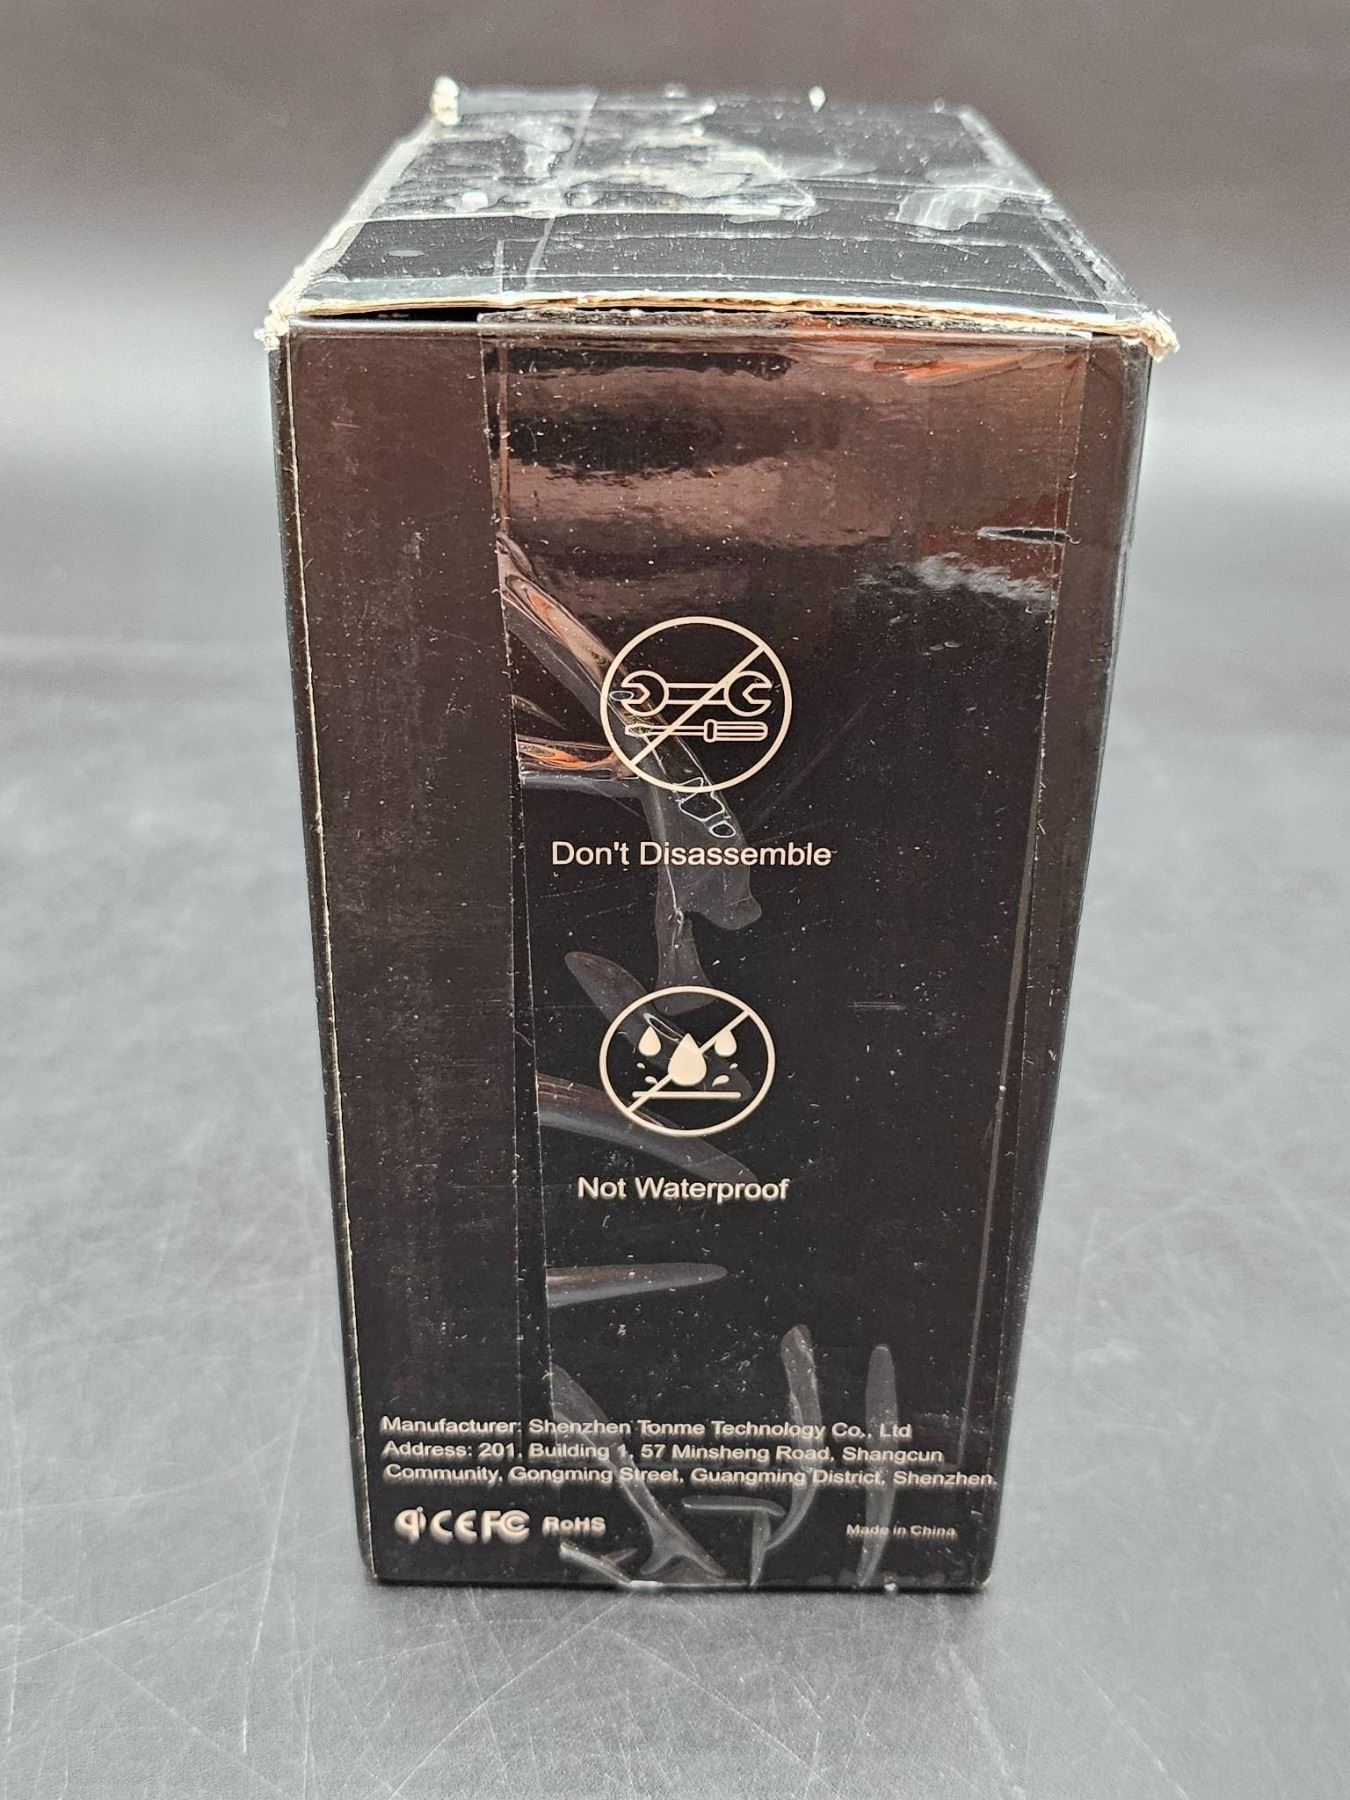 Don't Disassemble
Not Waterproof
Manufacturer: Shenzhen Tonme Technology Co., Ltd
Address: 201, Building 1, 57 Minsheng Road, Shangcun
Community, Gongming Street, Guangming District, Shenzhen.
qi CE FC RoHS
Made in China